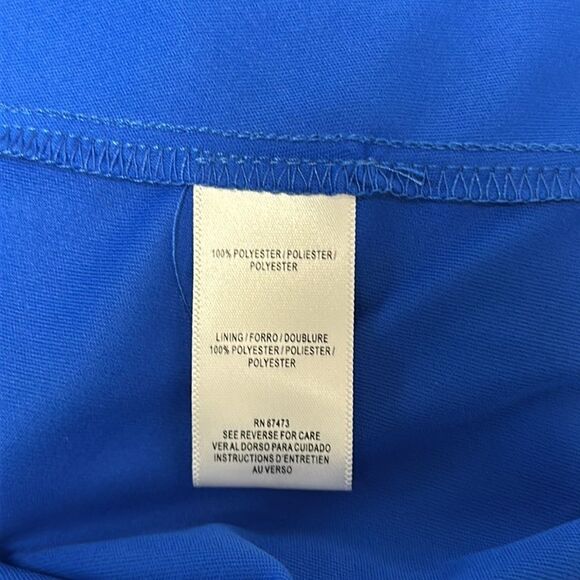 100% POLYESTER / POLIESTER /
POLYESTER
LINING / FORRO / DOUBLURE
100% POLYESTER / POLIESTER /
POLYESTER
RN 67473
SEE REVERSE FOR CARE
VER AL DORSO PARA CUIDADO
INSTRUCTIONS D'ENTRETIEN
AU VERSO